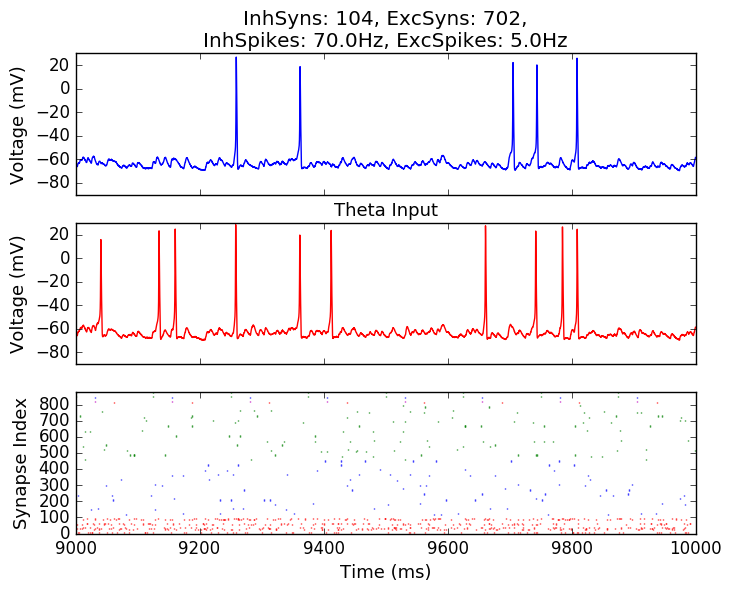 InhSyns: 104, ExcSyns: 702,
InhSpikes: 70.0Hz, ExcSpikes: 5.0Hz
20
0
−20
−40
−60
−80
Voltage (mV)
Theta Input
20
0
−20
−40
−60
−80
Voltage (mV)
800
700
600
500
400
300
200
100
0
Synapse Index
9000 9200 9400 9600 9800 10000
Time (ms)